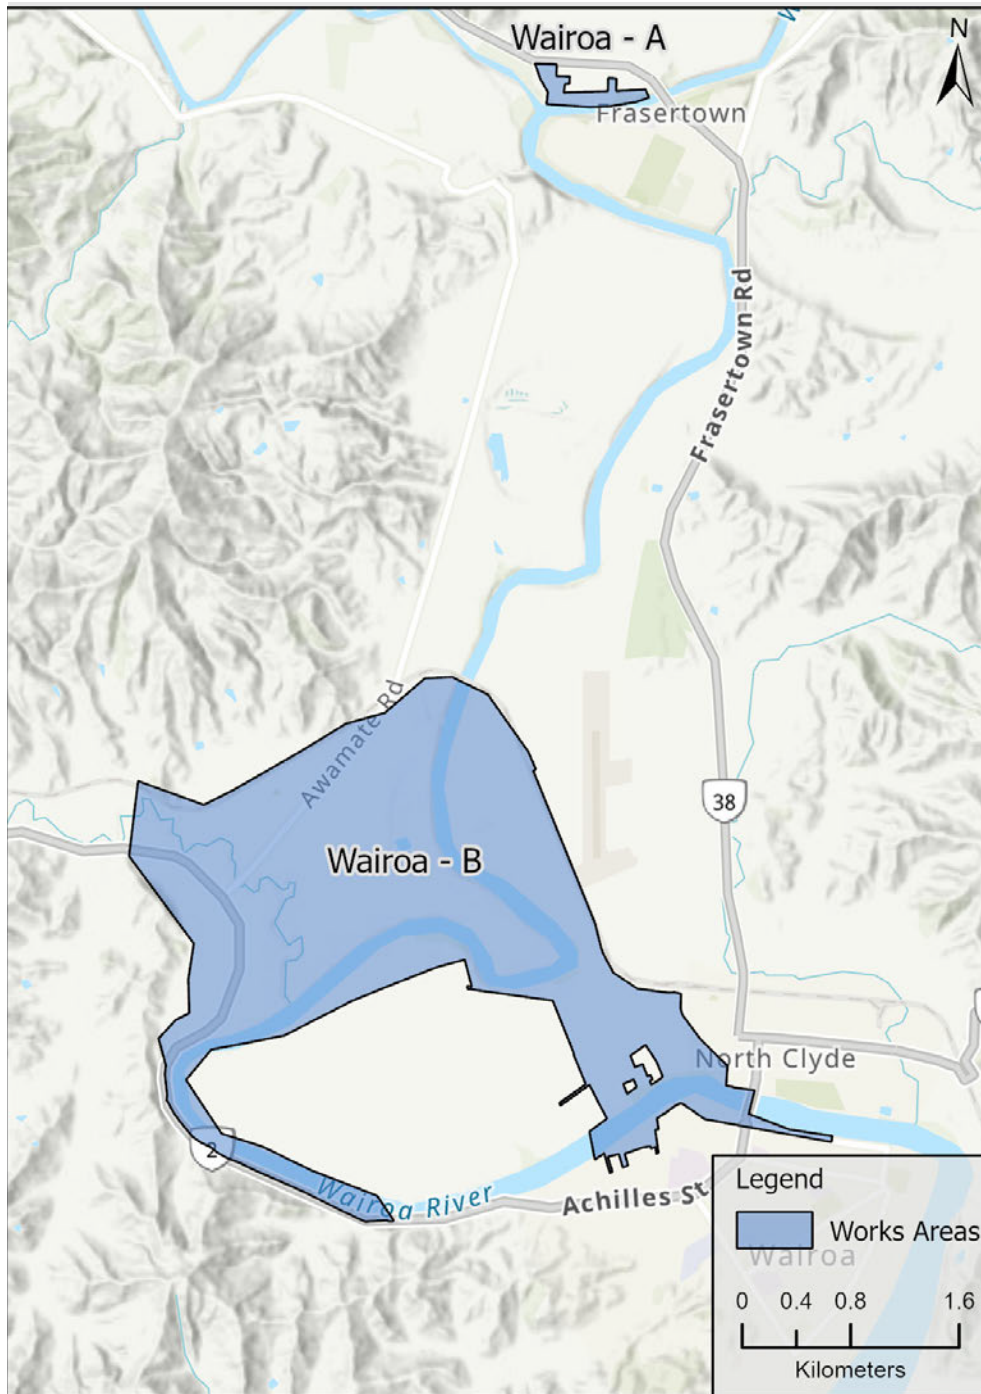 Wairoa - A
N
Frasertown
Frasertown Rd
Awamate Rd
38
Wairoa - B
North Clyde
2
Wairoa River
Achilles St
Legend
Works Areas
Wairoa
0 0.4 0.8 1.6
Kilometers